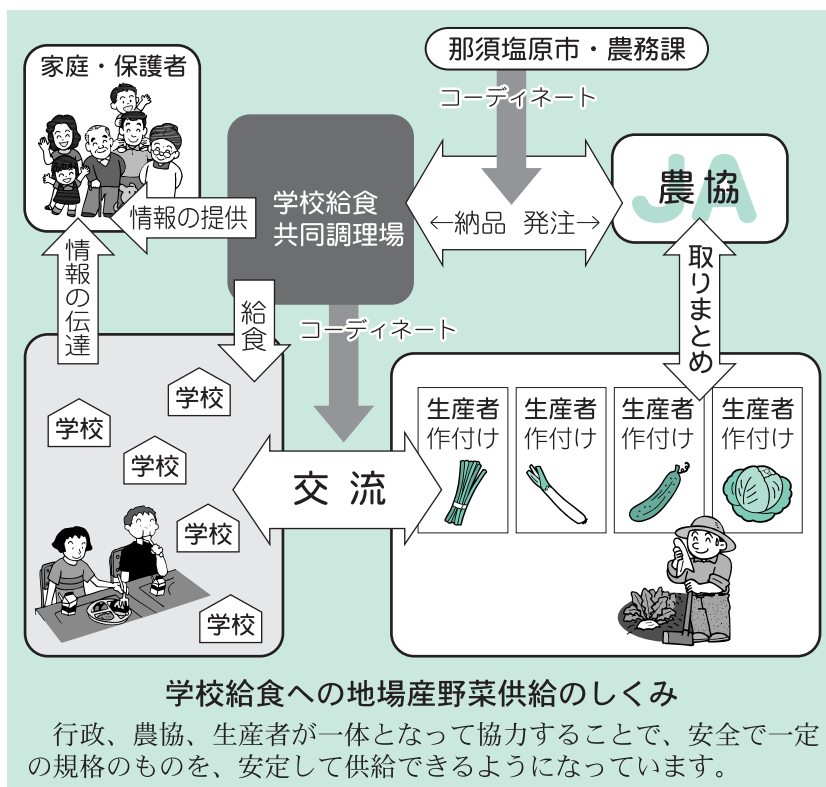 那須塩原市・農務課
コーディネート
家庭・保護者
学校給食
共同調理場
←納品 発注→
JA
農協
情報の提供
情報の伝達
給食
コーディネート
取りまとめ
学校
学校
学校
学校
学校
交流
生産者
作付け
生産者
作付け
生産者
作付け
生産者
作付け
学校給食への地場産野菜供給のしくみ
行政、農協、生産者が一体となって協力することで、安全で一定
の規格のものを、安定して供給できるようになっています。